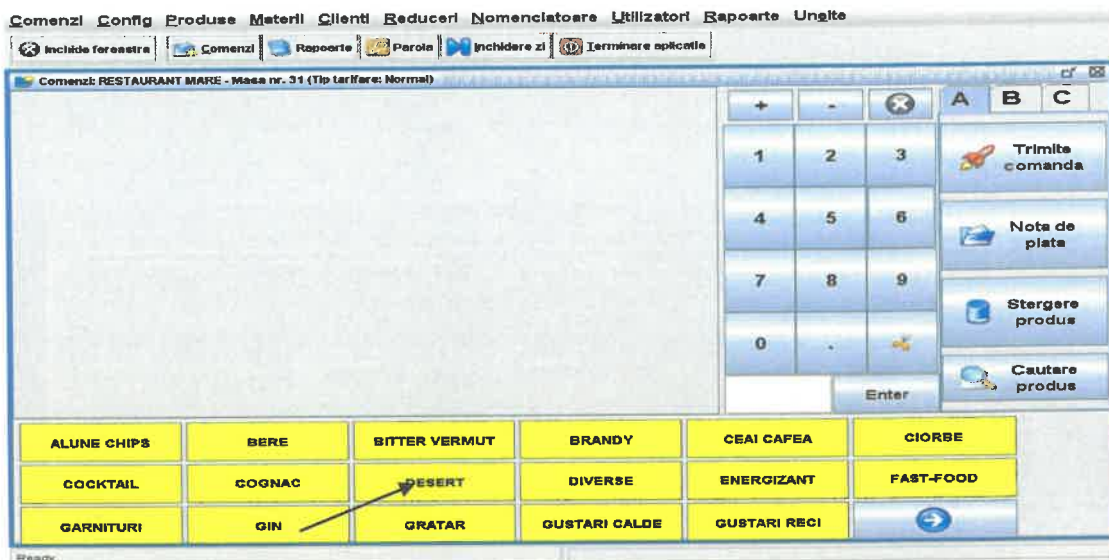 Comenzi Config Produse Materii Clienti Reduceri Nomenclatoare Utilizatori Rapoarte Unelte
Inchide fereastra Comenzi Rapoarte Parola Inchidere zi Terminare aplicatie
Comenzi: RESTAURANT MARE - Masa nr. 31 (Tip tarifare: Normal)
+ - A B C
1 2 3 Trimite comanda
4 5 6 Nota de plata
7 8 9 Stergere produs
0 . Cautare produs
Enter
ALUNE CHIPS BERE BITTER VERMUT BRANDY CEAI CAFEA CIORBE
COCKTAIL COGNAC DESERT DIVERSE ENERGIZANT FAST-FOOD
GARNITURI GIN GRATAR GUSTARI CALDE GUSTARI RECI
Ready